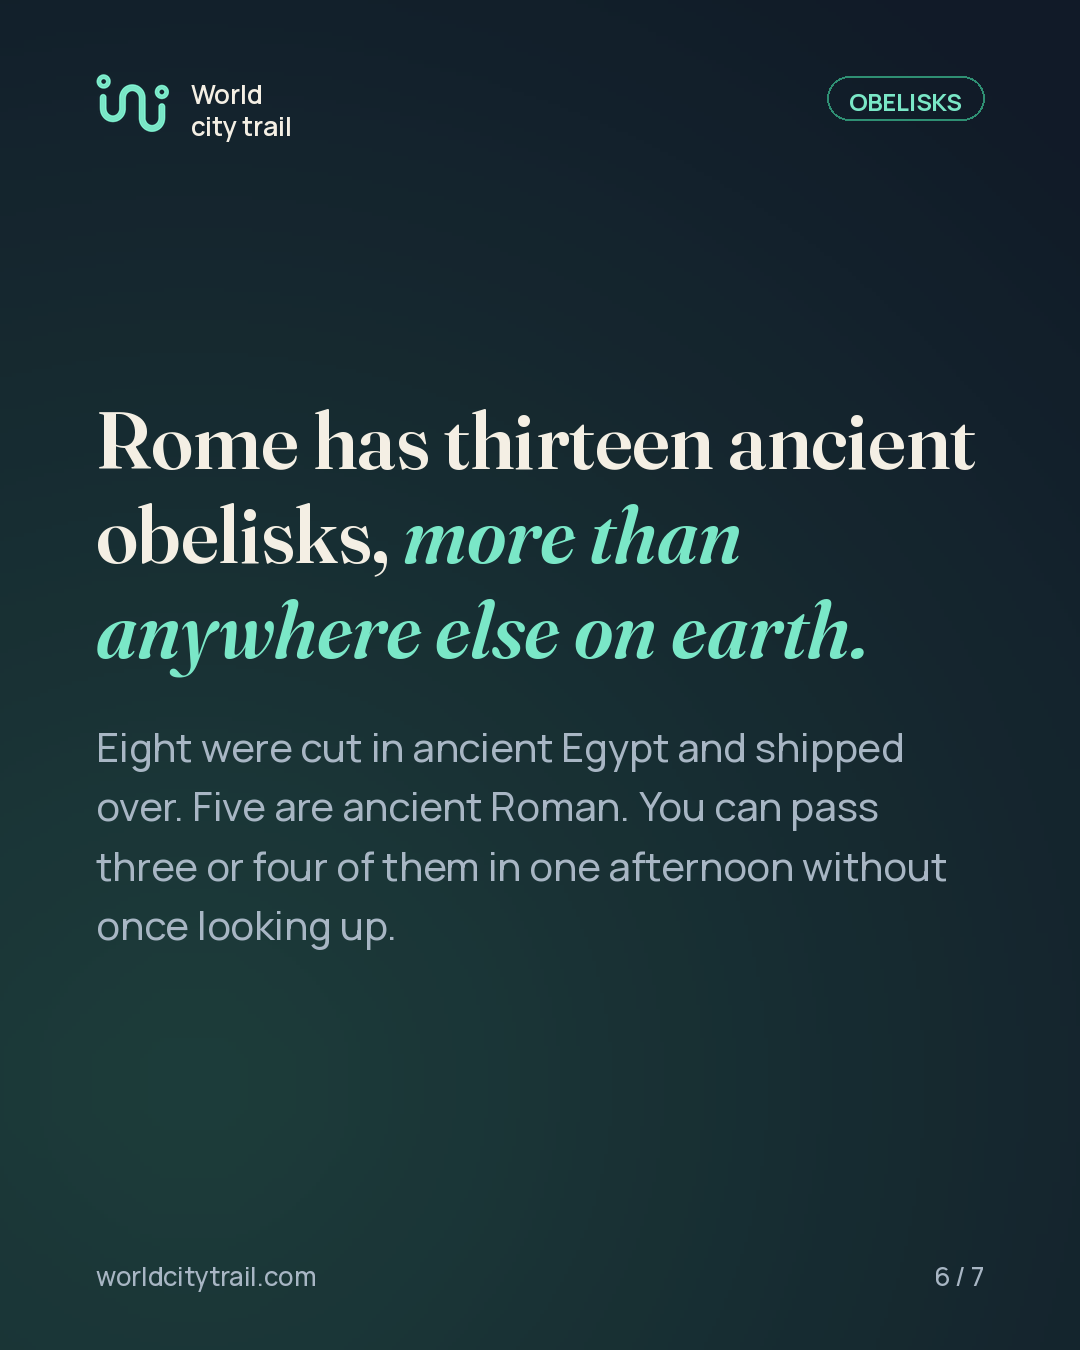 World
city trail
OBELISKS
Rome has thirteen ancient
obelisks, more than
anywhere else on earth.
Eight were cut in ancient Egypt and shipped
over. Five are ancient Roman. You can pass
three or four of them in one afternoon without
once looking up.
worldcitytrail.com
6 / 7